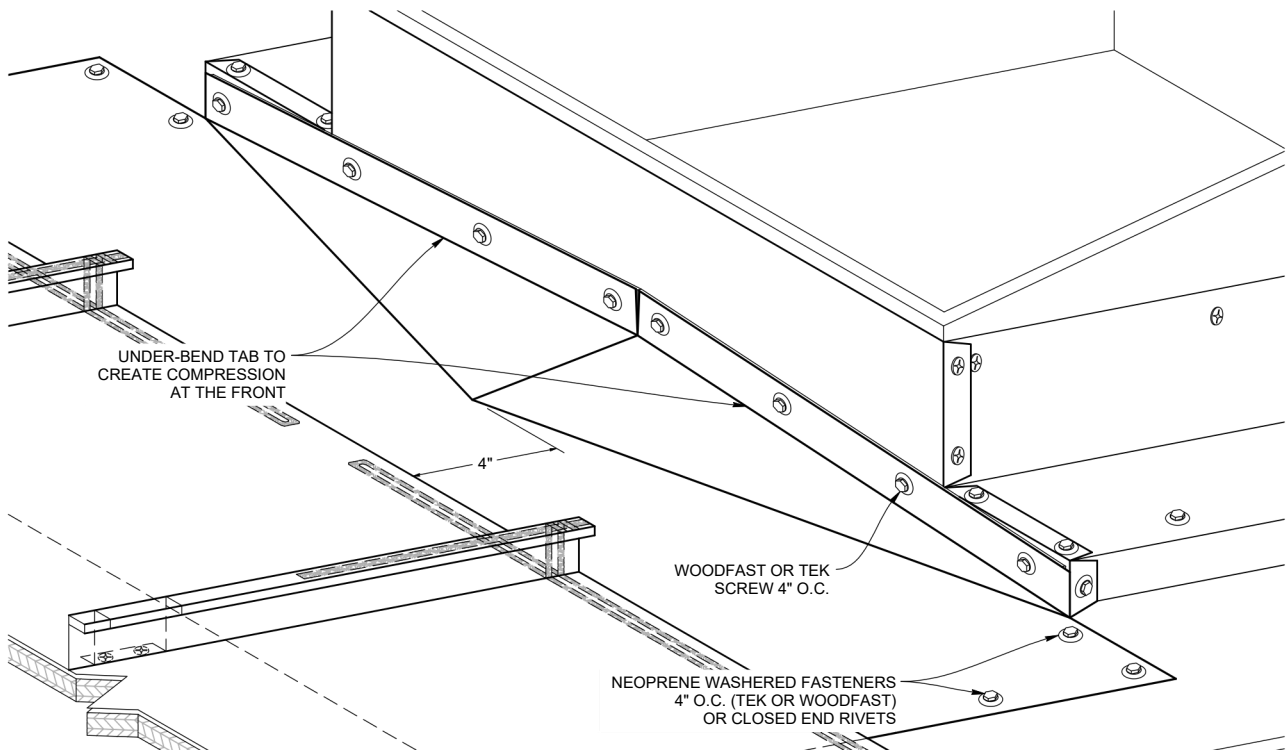 UNDER-BEND TAB TO
CREATE COMPRESSION
AT THE FRONT
4"
WOODFAST OR TEK
SCREW 4" O.C.
NEOPRENE WASHERED FASTENERS
4" O.C. (TEK OR WOODFAST)
OR CLOSED END RIVETS